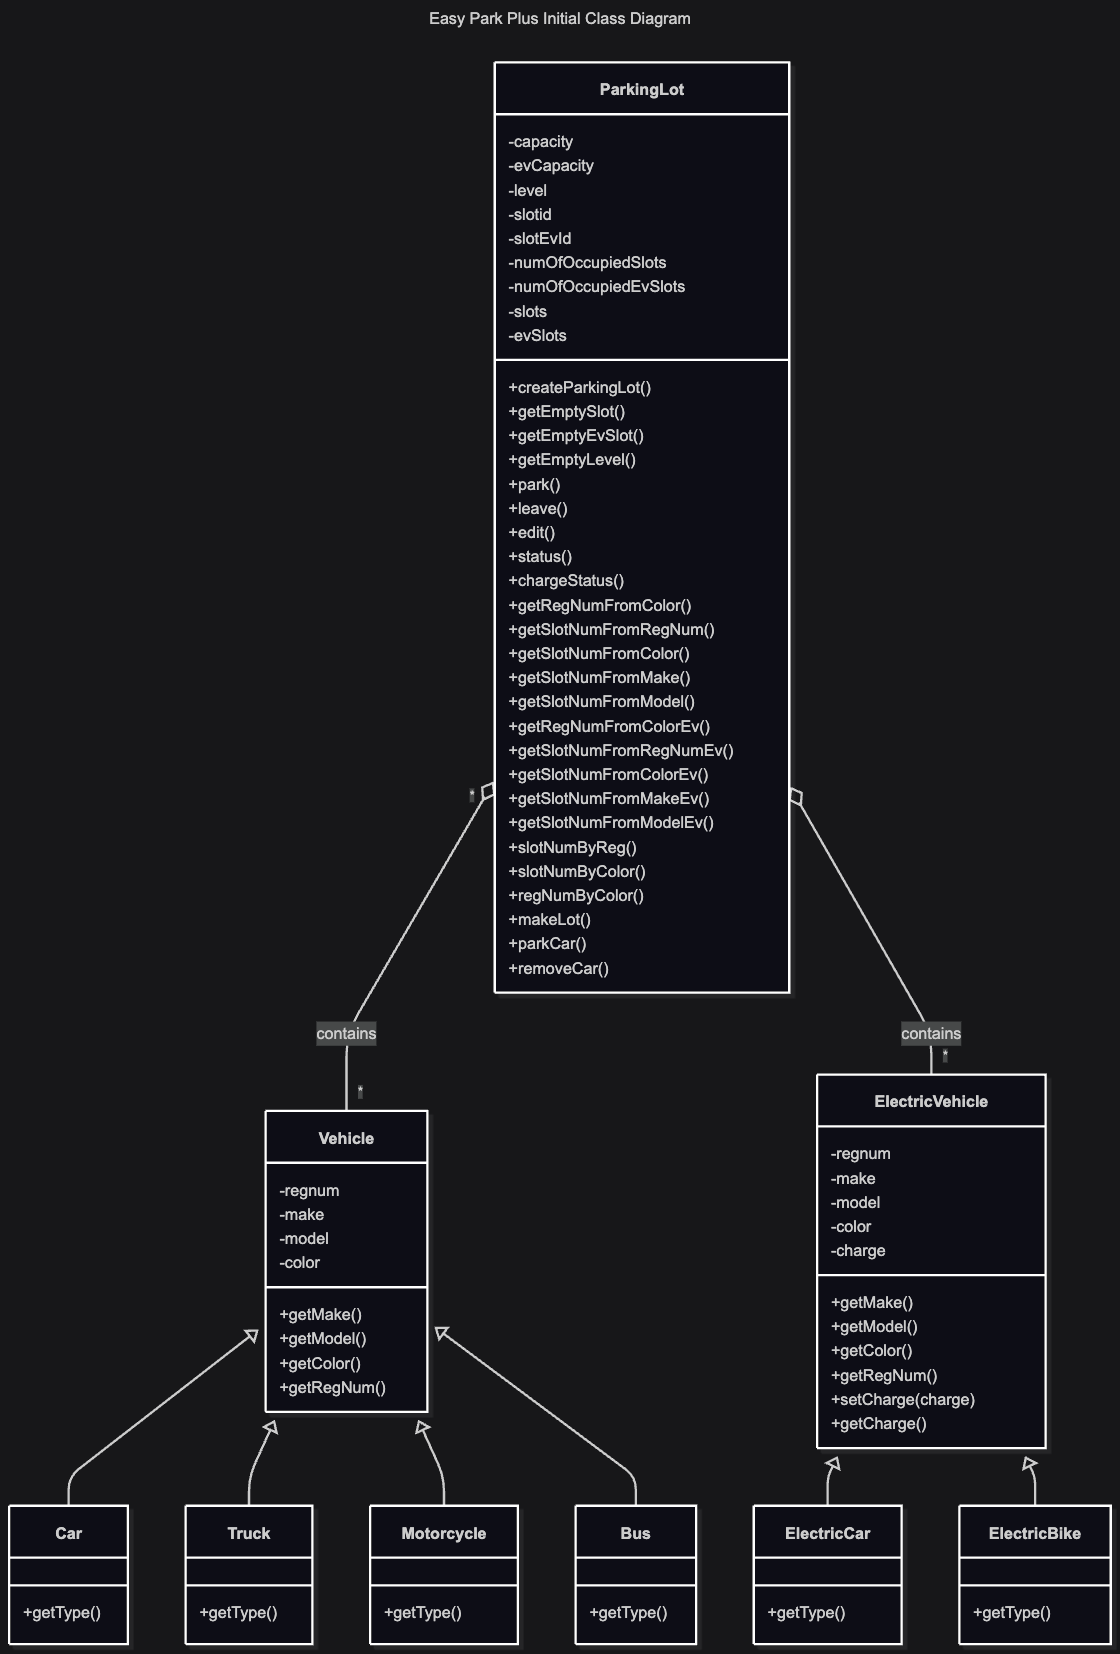 Easy Park Plus Initial Class Diagram
ParkingLot
-capacity
-evCapacity
-level
-slotid
-slotEvId
-numOfOccupiedSlots
-numOfOccupiedEvSlots
-slots
-evSlots
+createParkingLot()
+getEmptySlot()
+getEmptyEvSlot()
+getEmptyLevel()
+park()
+leave()
+edit()
+status()
+chargeStatus()
+getRegNumFromColor()
+getSlotNumFromRegNum()
+getSlotNumFromColor()
+getSlotNumFromMake()
+getSlotNumFromModel()
+getRegNumFromColorEv()
+getSlotNumFromRegNumEv()
+getSlotNumFromColorEv()
+getSlotNumFromMakeEv()
+getSlotNumFromModelEv()
+slotNumByReg()
+slotNumByColor()
+regNumByColor()
+makeLot()
+parkCar()
+removeCar()
*
contains
*
contains
*
Vehicle
-regnum
-make
-model
-color
+getMake()
+getModel()
+getColor()
+getRegNum()
ElectricVehicle
-regnum
-make
-model
-color
-charge
+getMake()
+getModel()
+getColor()
+getRegNum()
+setCharge(charge)
+getCharge()
Car
+getType()
Truck
+getType()
Motorcycle
+getType()
Bus
+getType()
ElectricCar
+getType()
ElectricBike
+getType()